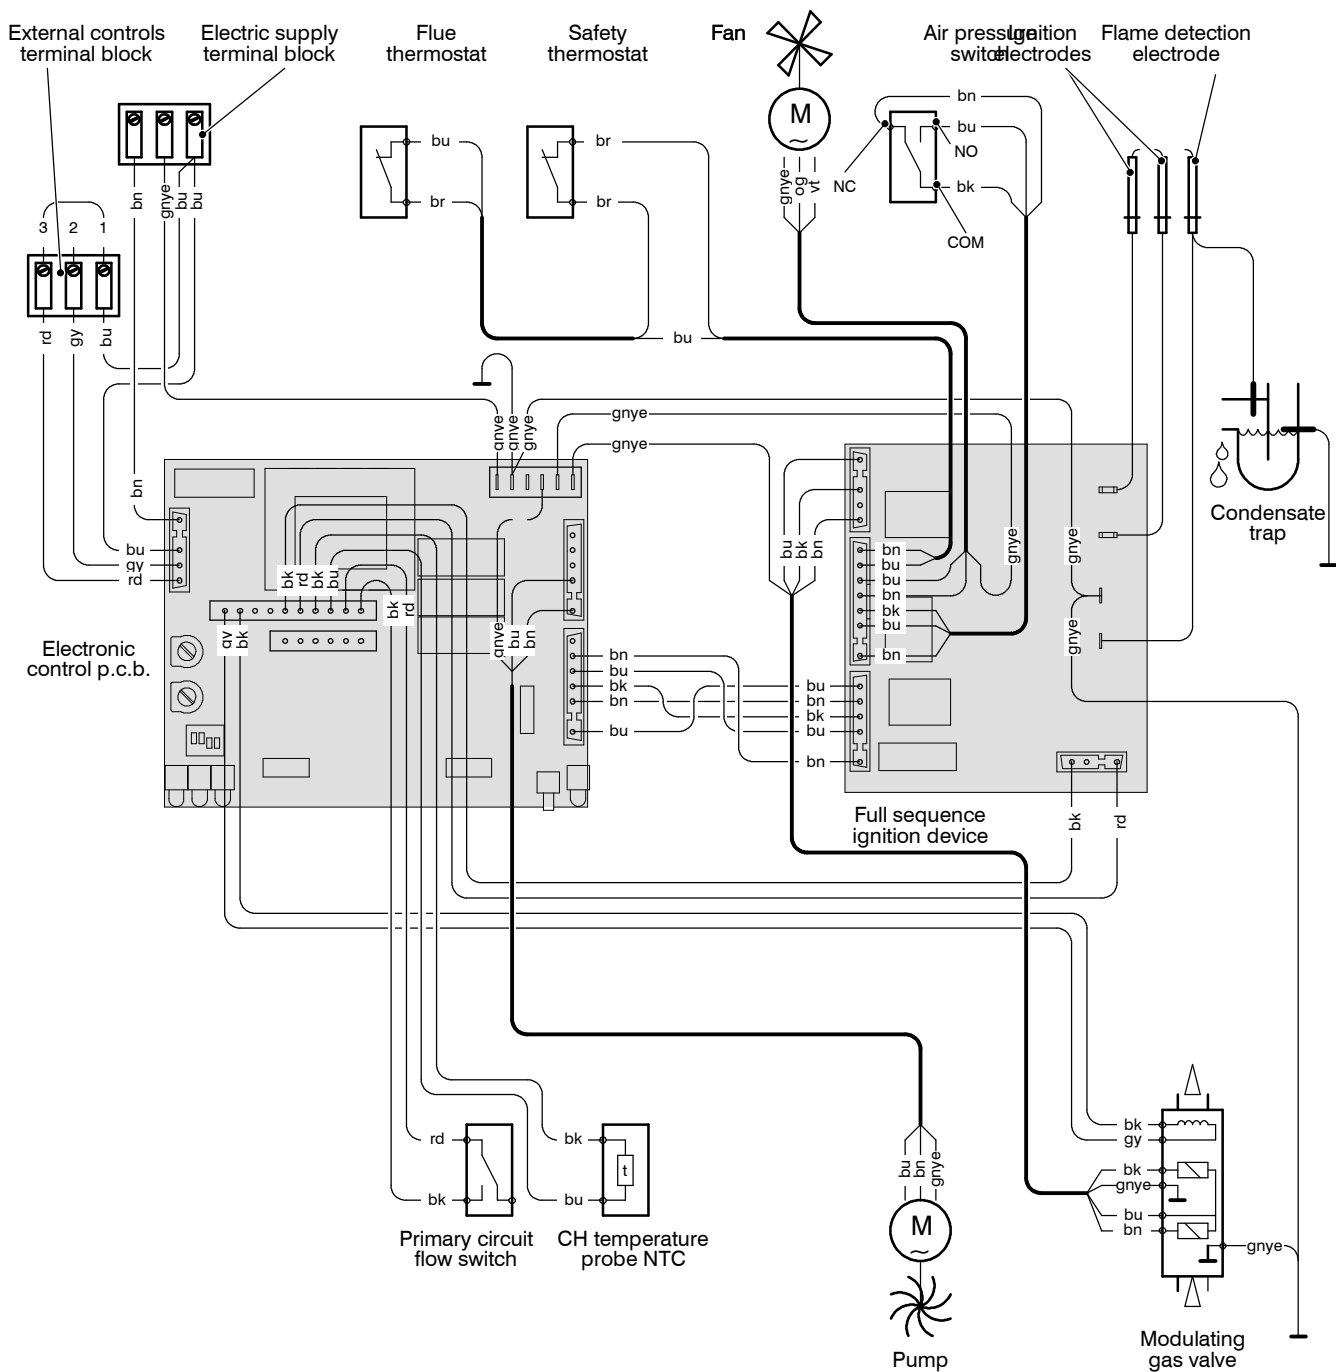 External controls
terminal block
Electric supply
terminal block
Flue
thermostat
Safety
thermostat
Fan
Air pressure
switch
Ignition
electrodes
Flame detection
electrode
M
~
bn
bu
NO
NC
bk
COM
bu
br
br
br
gnye
og
vt
bn
gnye
bu
bu
3
2
1
rd
gy
bu
bu
gnye
gnye
gnye
gnye
gnye
bn
bu
gy
rd
bk
rd
bk
bu
bk
rd
gy
bk
gnye
bu
bn
bu
bk
bn
bn
bu
bu
bn
bk
bu
bn
gnye
gnye
gnye
Condensate
trap
Electronic
control p.c.b.
bn
bu
bk
bn
bu
bu
bn
bk
bu
bn
Full sequence
ignition device
bk
rd
rd
bk
Primary circuit
flow switch
bk
t
bu
CH temperature
probe NTC
bu
bn
gnye
M
~
Pump
bk
gy
bk
gnye
bu
bn
gnye
Modulating
gas valve